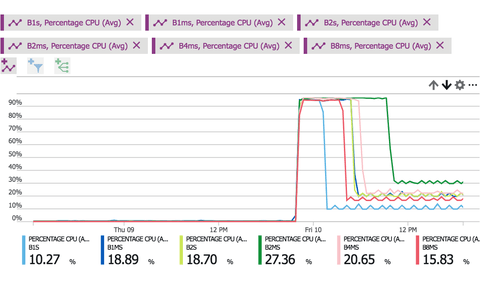 B1s, Percentage CPU (Avg)
B1ms, Percentage CPU (Avg)
B2s, Percentage CPU (Avg)
B2ms, Percentage CPU (Avg)
B4ms, Percentage CPU (Avg)
B8ms, Percentage CPU (Avg)
90%
80%
70%
60%
50%
40%
30%
20%
10%
0%
Thu 09 12 PM Fri 10 12 PM
PERCENTAGE CPU (A... PERCENTAGE CPU (A... PERCENTAGE CPU (A... PERCENTAGE CPU (A... PERCENTAGE CPU (A... PERCENTAGE CPU (A...
B1S B1MS B2S B2MS B4MS B8MS
10.27 % 18.89 % 18.70 % 27.36 % 20.65 % 15.83 %